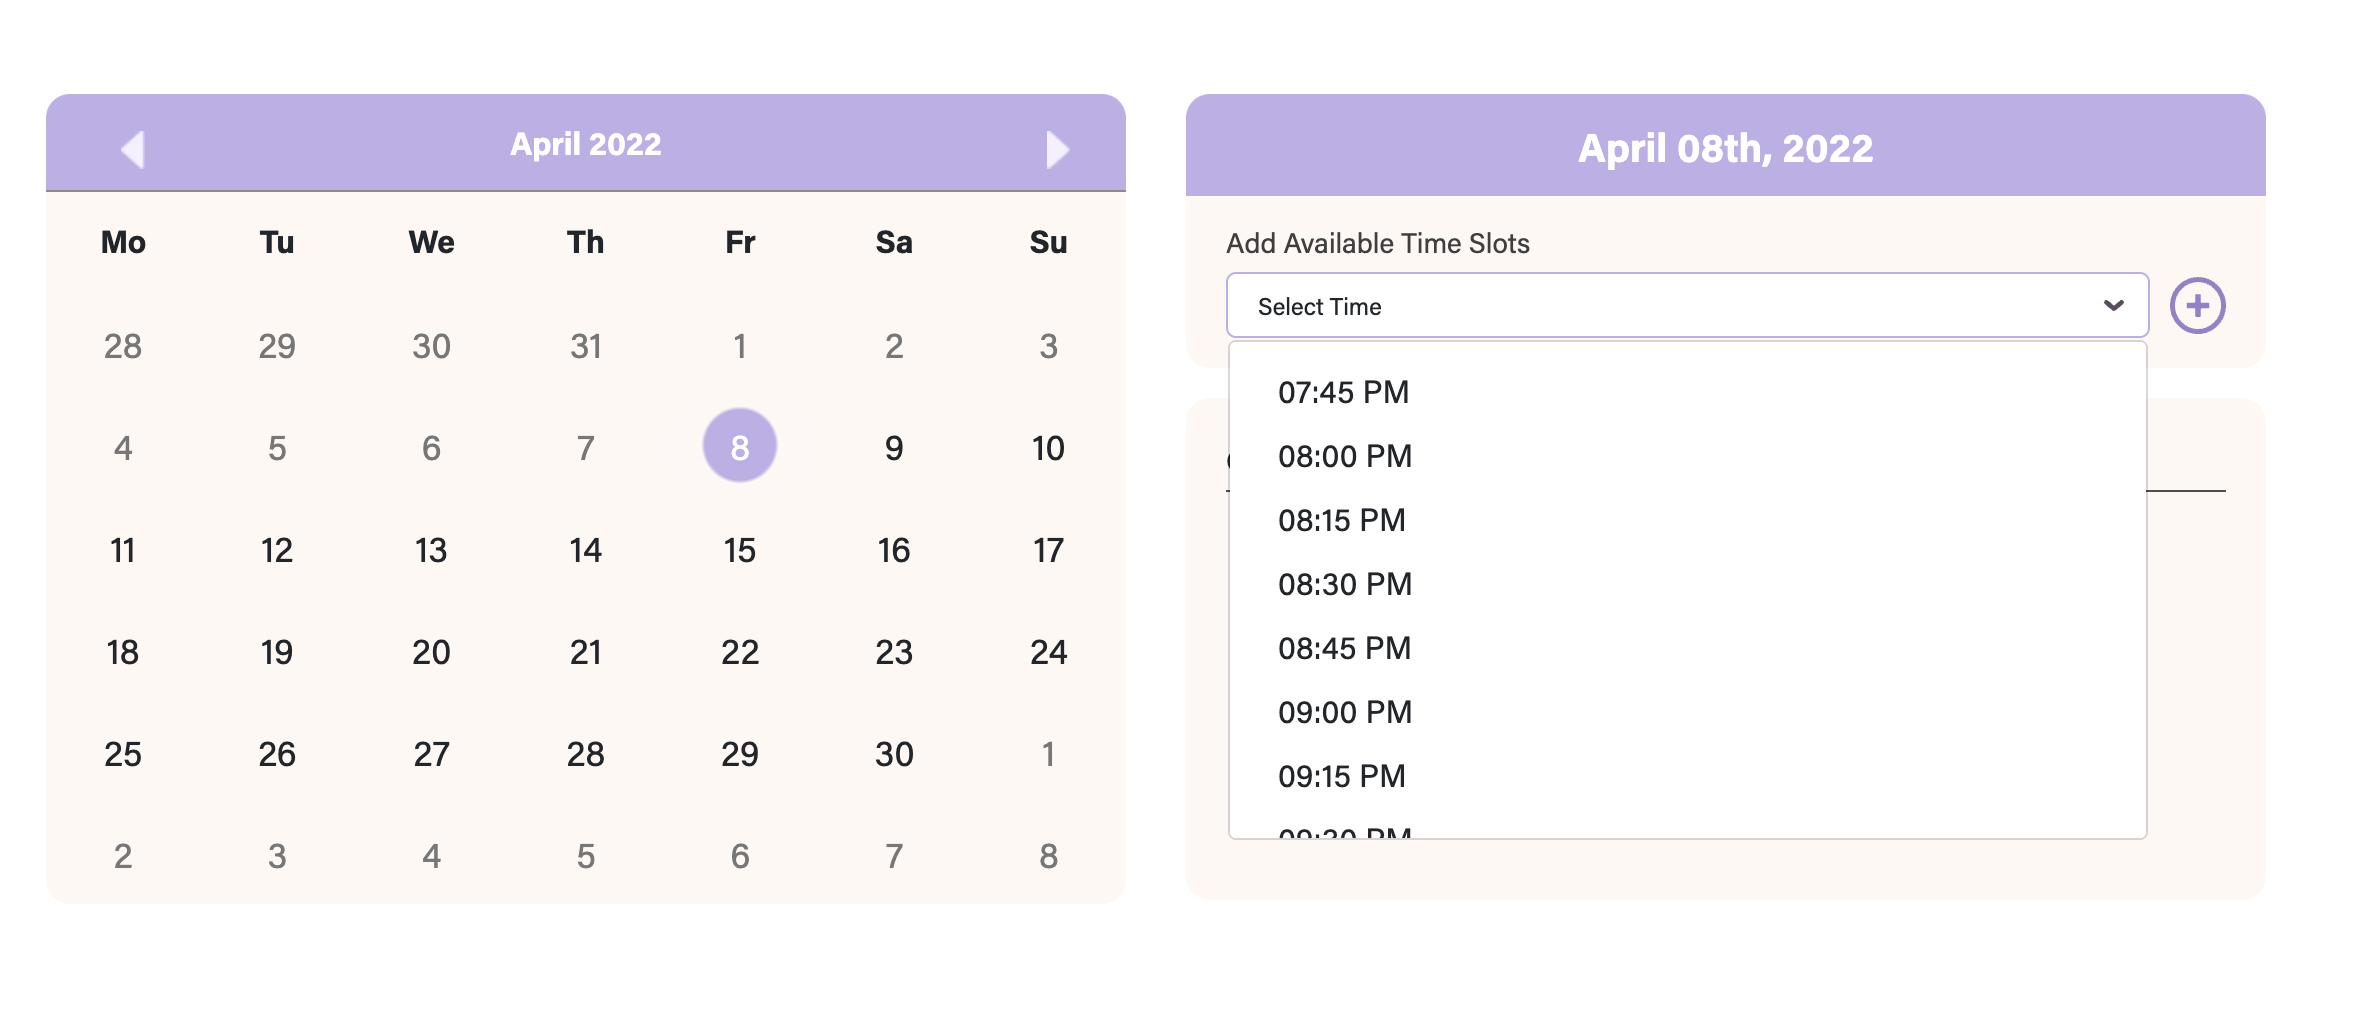 April 2022
Mo Tu We Th Fr Sa Su
28 29 30 31 1 2 3
4 5 6 7 8 9 10
11 12 13 14 15 16 17
18 19 20 21 22 23 24
25 26 27 28 29 30 1
2 3 4 5 6 7 8
April 08th, 2022
Add Available Time Slots
Select Time
07:45 PM
08:00 PM
08:15 PM
08:30 PM
08:45 PM
09:00 PM
09:15 PM
09:30 PM